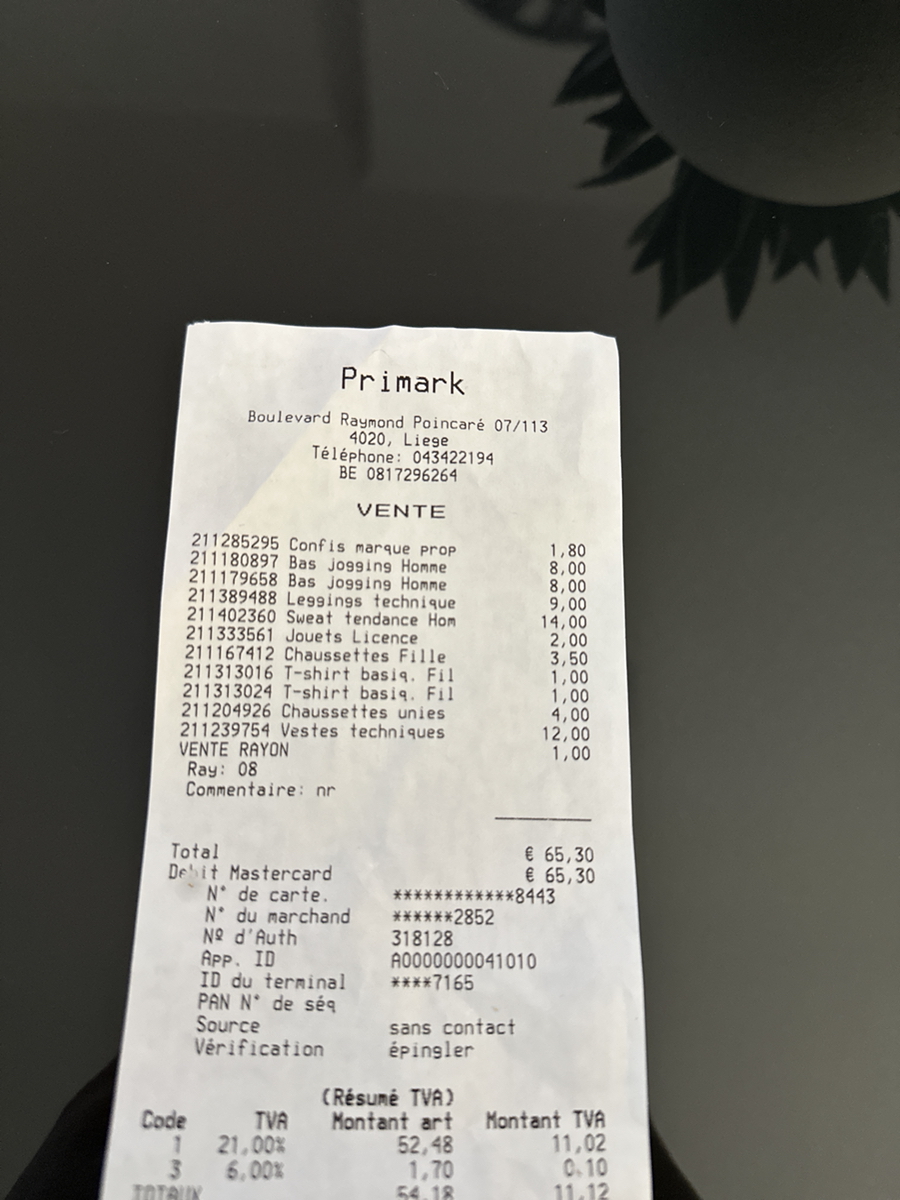 Primark
Boulevard Raymond Poincaré 07/113
4020, Liege
Téléphone: 043422194
BE 0817296264
VENTE
211285295 Confis marque prop 1,80
211180897 Bas jogging Homme 8,00
211179658 Bas jogging Homme 8,00
211389488 Leggings technique 9,00
211402360 Sweat tendance Hom 14,00
211333561 Jouets Licence 2,00
211167412 Chaussettes Fille 3,50
211313016 T-shirt basiq. Fil 1,00
211313024 T-shirt basiq. Fil 1,00
211204926 Chaussettes unies 4,00
211239754 Vestes techniques 12,00
VENTE RAYON 1,00
Ray: 08
Commentaire: nr
Total € 65,30
Debit Mastercard € 65,30
N° de carte. ************8443
N° du marchand ******2852
Nº d'Auth 318128
App. ID A0000000041010
ID du terminal ****7165
PAN N° de séq
Source sans contact
Vérification épingler
(Résumé TVA)
Code TVA Montant art Montant TVA
1 21,00% 52,48 11,02
3 6,00% 1,70 0,10
TOTAUX 54,18 11,12